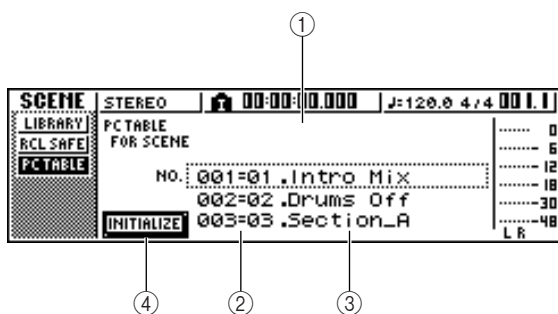 ①
SCENE STEREO 00:00:00.000 ♩=120.0 4/4 001.1
LIBRARY
RCL SAFE
PC TABLE
PC TABLE
FOR SCENE
NO. 001=01.Intro Mix
002=02.Drums Off
003=03.Section_A
INITIALIZE
0
6
12
18
30
48
L R
④ ② ③